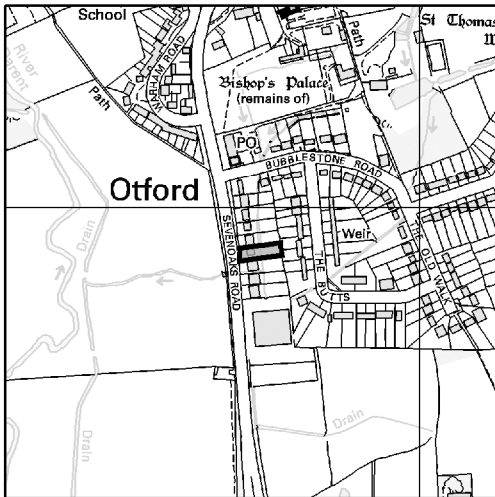 School
St Thomas
WARHAM ROAD
Path
River
Parent
Bishop's Palace
(remains of)
Path
PO
BUBBLESTONE ROAD
Otford
SEVENOAKS ROAD
Drain
Weir
THE BUTTS
THE OLD WALK
Drain
Drain